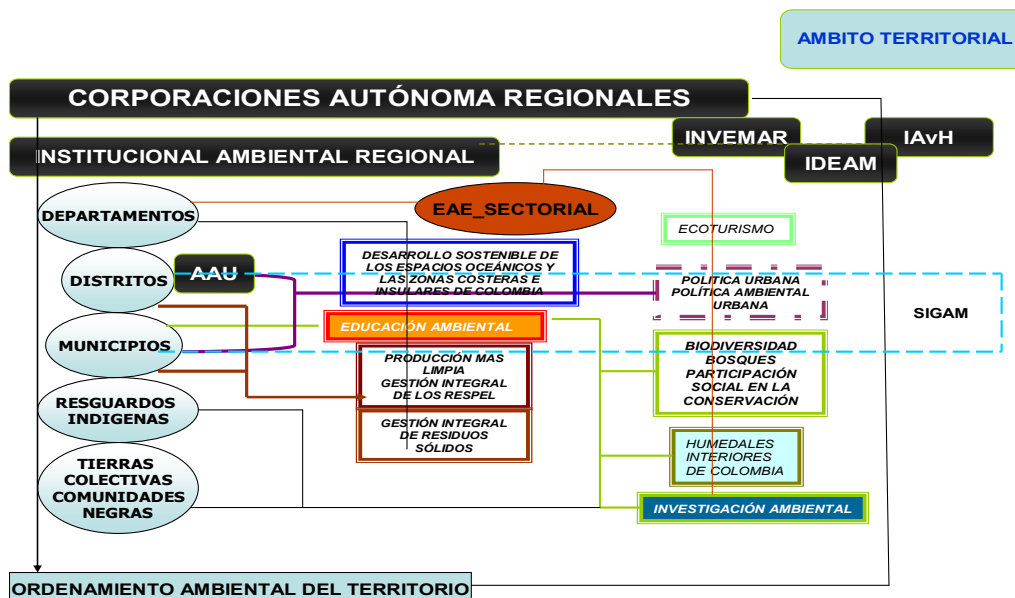 AMBITO TERRITORIAL
CORPORACIONES AUTÓNOMA REGIONALES
INVEMAR
IAvH
INSTITUCIONAL AMBIENTAL REGIONAL
IDEAM
DEPARTAMENTOS
EAE_SECTORIAL
ECOTURISMO
DISTRITOS
AAU
DESARROLLO SOSTENIBLE DE
LOS ESPACIOS OCEÁNICOS Y
LAS ZONAS COSTERAS E
INSULARES DE COLOMBIA
POLITICA URBANA
POLÍTICA AMBIENTAL
URBANA
SIGAM
EDUCACIÓN AMBIENTAL
MUNICIPIOS
PRODUCCIÓN MAS
LIMPIA
GESTIÓN INTEGRAL
DE LOS RESPEL
BIODIVERSIDAD
BOSQUES
PARTICIPACIÓN
SOCIAL EN LA
CONSERVACIÓN
RESGUARDOS
INDIGENAS
GESTIÓN INTEGRAL
DE RESIDUOS
SÓLIDOS
HUMEDALES
INTERIORES
DE COLOMBIA
TIERRAS
COLECTIVAS
COMUNIDADES
NEGRAS
INVESTIGACIÓN AMBIENTAL
ORDENAMIENTO AMBIENTAL DEL TERRITORIO